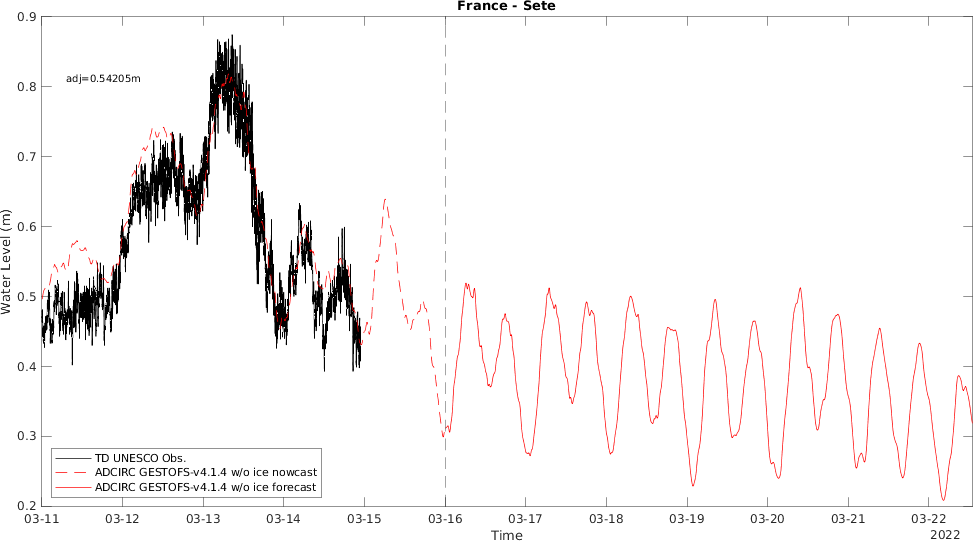 France - Sete
0.9
0.8
0.7
0.6
0.5
0.4
0.3
0.2
Water Level (m)
adj=0.54205m
TD UNESCO Obs.
ADCIRC GESTOFS-v4.1.4 w/o ice nowcast
ADCIRC GESTOFS-v4.1.4 w/o ice forecast
03-11 03-12 03-13 03-14 03-15 03-16 03-17 03-18 03-19 03-20 03-21 03-22
2022
Time